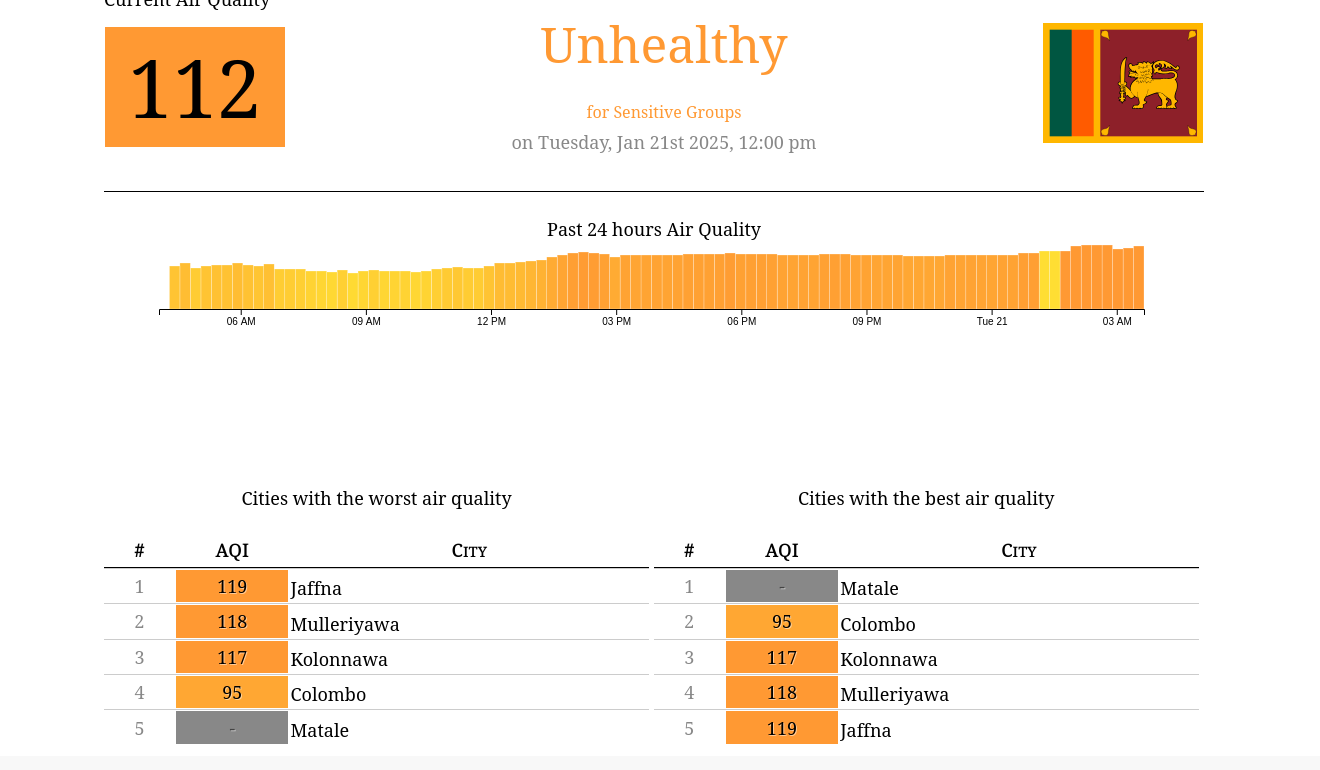 Current Air Quality
112
Unhealthy
for Sensitive Groups
on Tuesday, Jan 21st 2025, 12:00 pm
Past 24 hours Air Quality
06 AM 09 AM 12 PM 03 PM 06 PM 09 PM Tue 21 03 AM
Cities with the worst air quality
# AQI City
1 119 Jaffna
2 118 Mulleriyawa
3 117 Kolonnawa
4 95 Colombo
5 - Matale
Cities with the best air quality
# AQI City
1 - Matale
2 95 Colombo
3 117 Kolonnawa
4 118 Mulleriyawa
5 119 Jaffna